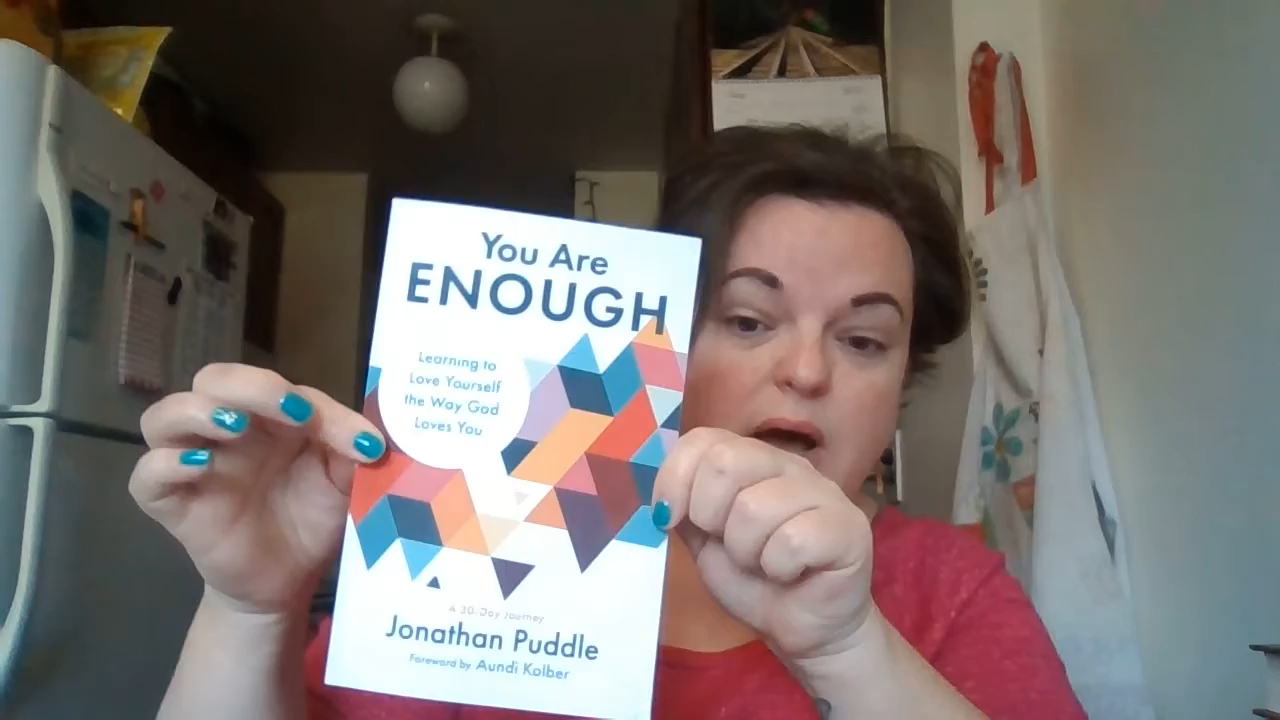 You Are
ENOUGH
Learning to
Love Yourself
the Way God
Loves You
A 30-Day Journey
Jonathan Puddle
Foreword by Aundi Kolber